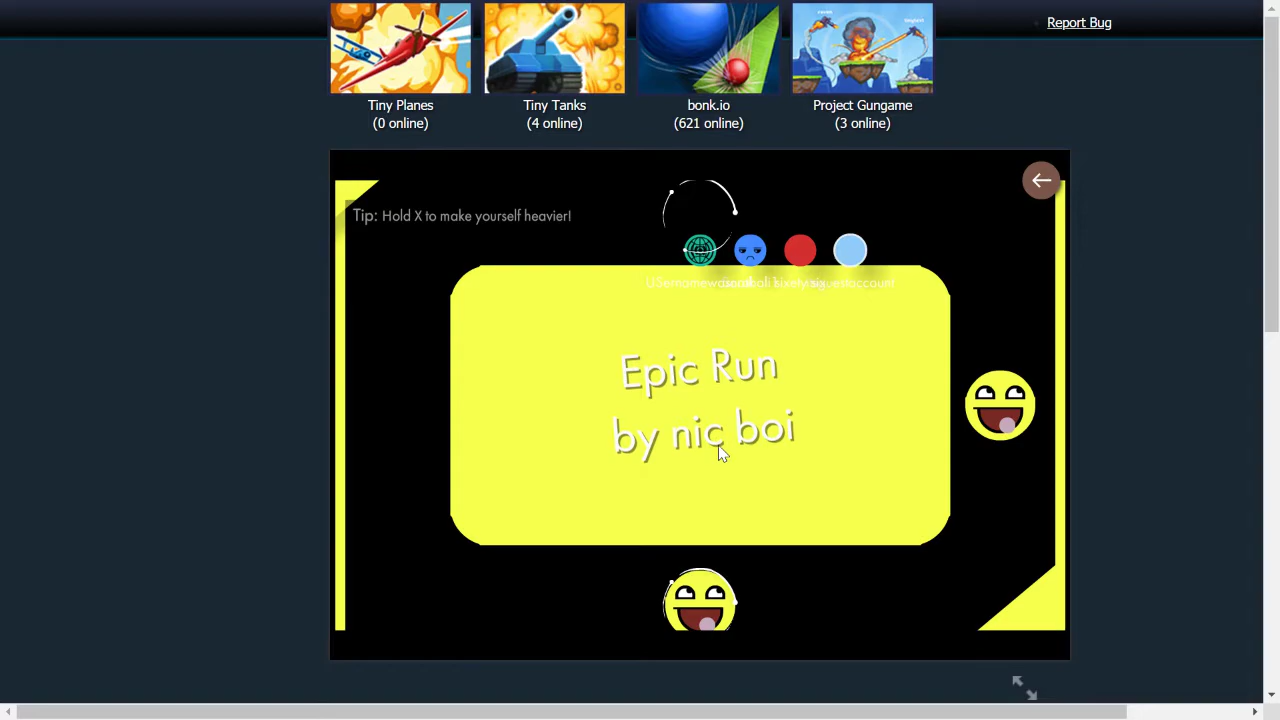 Report Bug
Tiny Planes
(0 online)
Tiny Tanks
(4 online)
bonk.io
(621 online)
Project Gungame
(3 online)
Tip: Hold X to make yourself heavier!
Epic Run
by nic boi